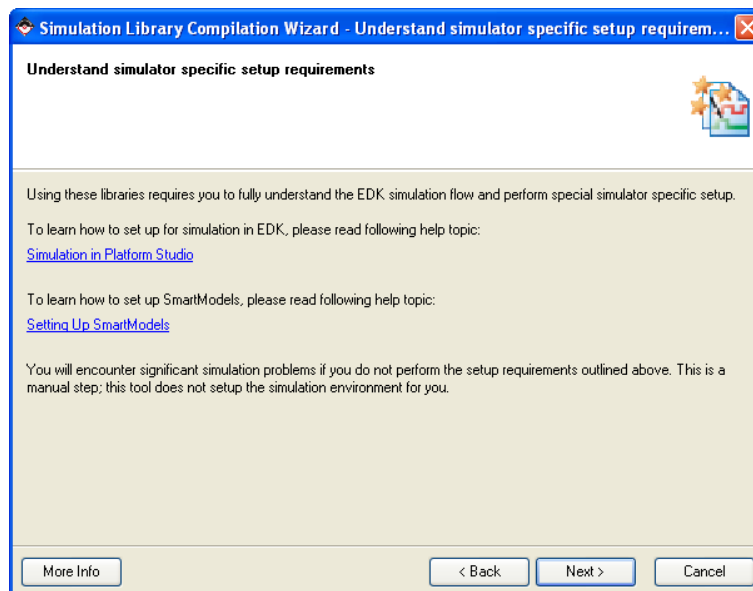 Simulation Library Compilation Wizard - Understand simulator specific setup requirem...
Understand simulator specific setup requirements
Using these libraries requires you to fully understand the EDK simulation flow and perform special simulator specific setup.
To learn how to set up for simulation in EDK, please read following help topic:
Simulation in Platform Studio
To learn how to set up SmartModels, please read following help topic:
Setting Up SmartModels
You will encounter significant simulation problems if you do not perform the setup requirements outlined above. This is a
manual step; this tool does not setup the simulation environment for you.
More Info
< Back
Next >
Cancel